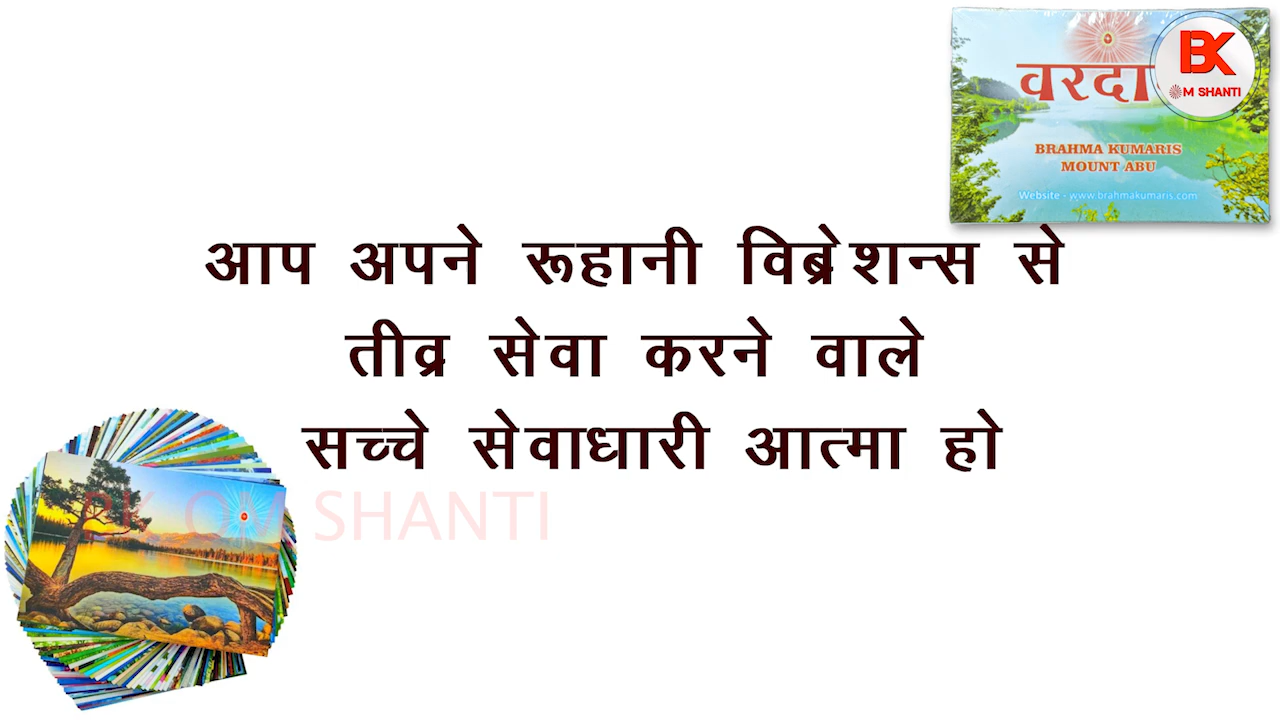 वरदा
BK
OM SHANTI
BRAHMA KUMARIS
MOUNT ABU
Website - www.brahmakumaris.com
आप अपने रूहानी विब्रेशन्स से
तीव्र सेवा करने वाले
सच्चे सेवाधारी आत्मा हो
BK OM SHANTI